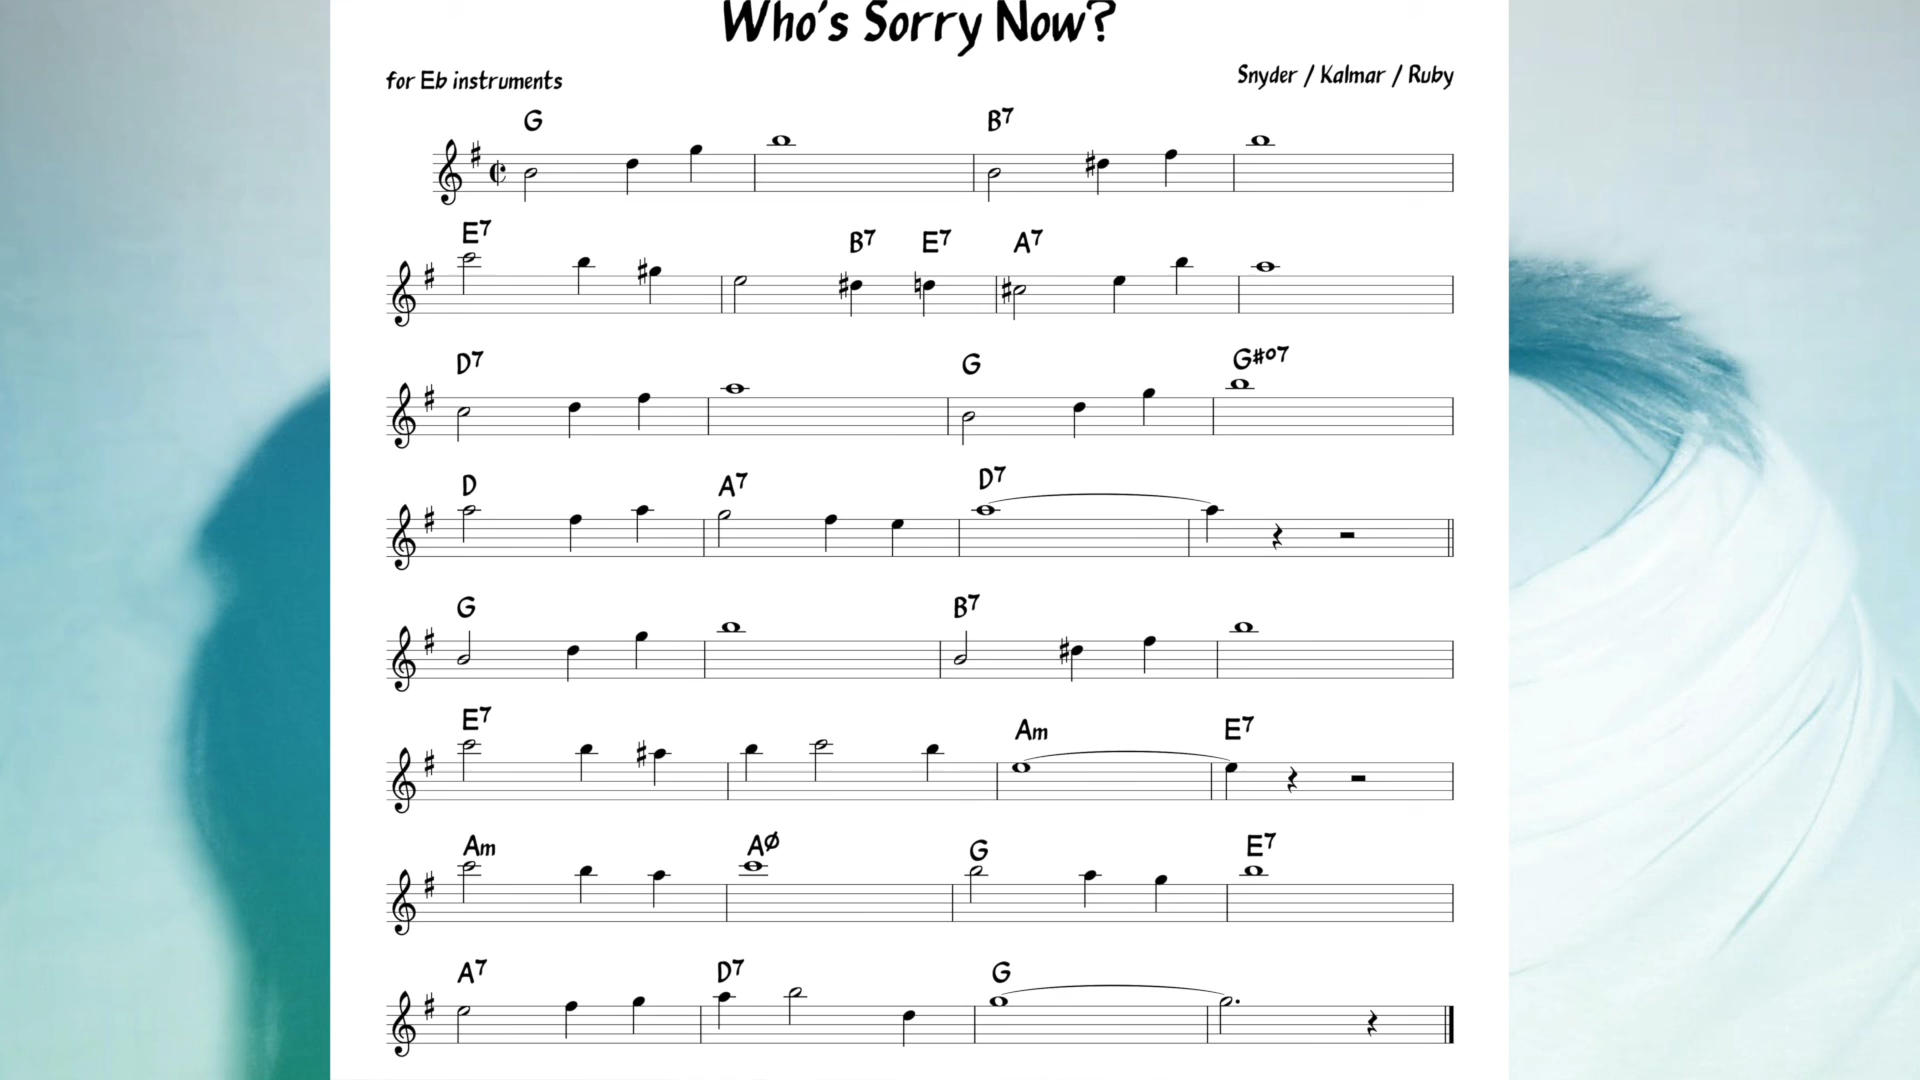 Who's Sorry Now?
for Eb instruments
Snyder / Kalmar / Ruby
G B7
E7 B7 E7 A7
D7 G G#o7
D A7 D7
G B7
E7 Am E7
Am AØ G E7
A7 D7 G